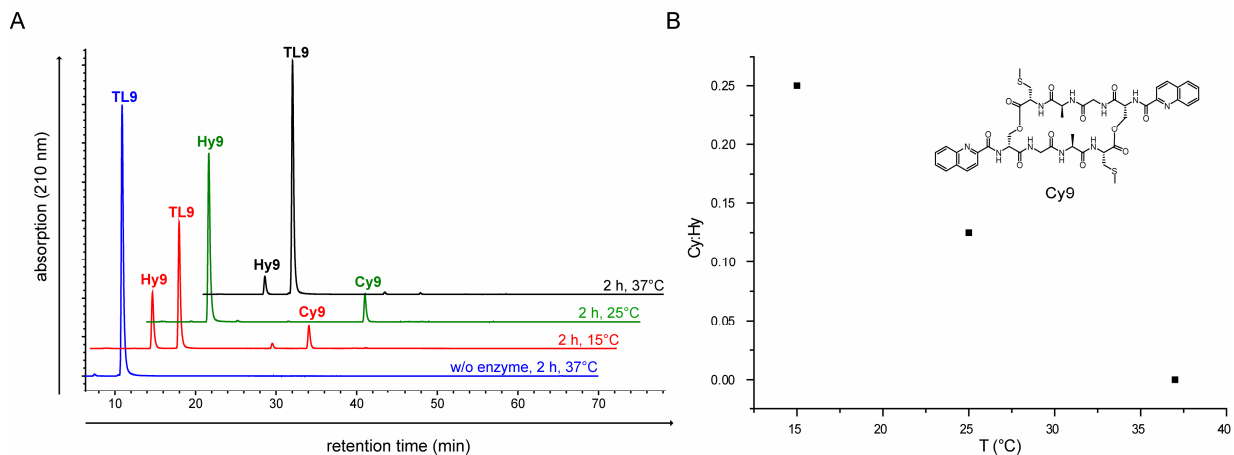 A
B
absorption (210 nm)
TL9
Hy9
TL9
Hy9
TL9
Hy9
Cy9
Cy9
2 h, 37°C
2 h, 25°C
2 h, 15°C
w/o enzyme, 2 h, 37°C
10 20 30 40 50 60 70
retention time (min)
Cy:Hy
0.25
0.20
0.15
0.10
0.05
0.00
15 20 25 30 35 40
T (°C)
S
O
H
N
O
N
H
O
H
N
O
H
N
O
N
O
O
N
O
N
H
O
H
N
O
N
H
O
H
N
O
O
S
Cy9